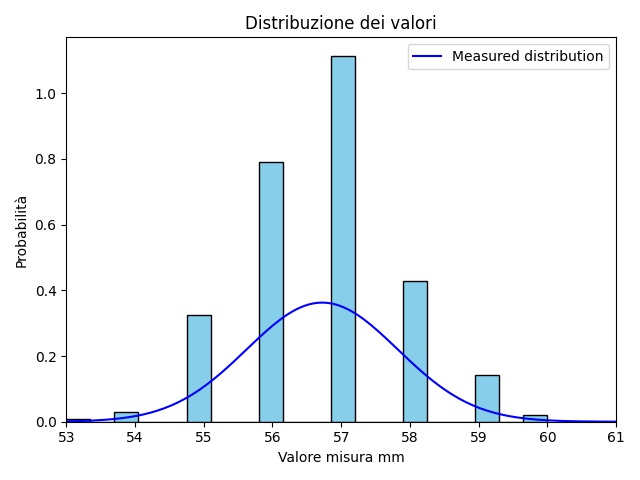 Distribuzione dei valori
Measured distribution
Probabilità
1.0
0.8
0.6
0.4
0.2
0.0
53 54 55 56 57 58 59 60 61
Valore misura mm